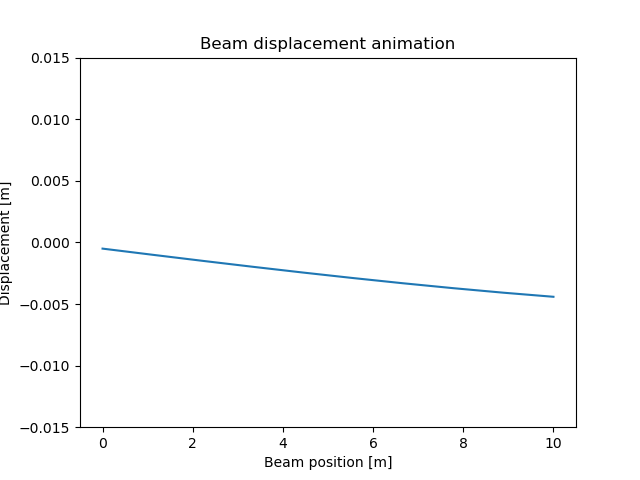 Beam displacement animation
0.015
0.010
0.005
0.000
−0.005
−0.010
−0.015
Displacement [m]
0 2 4 6 8 10
Beam position [m]